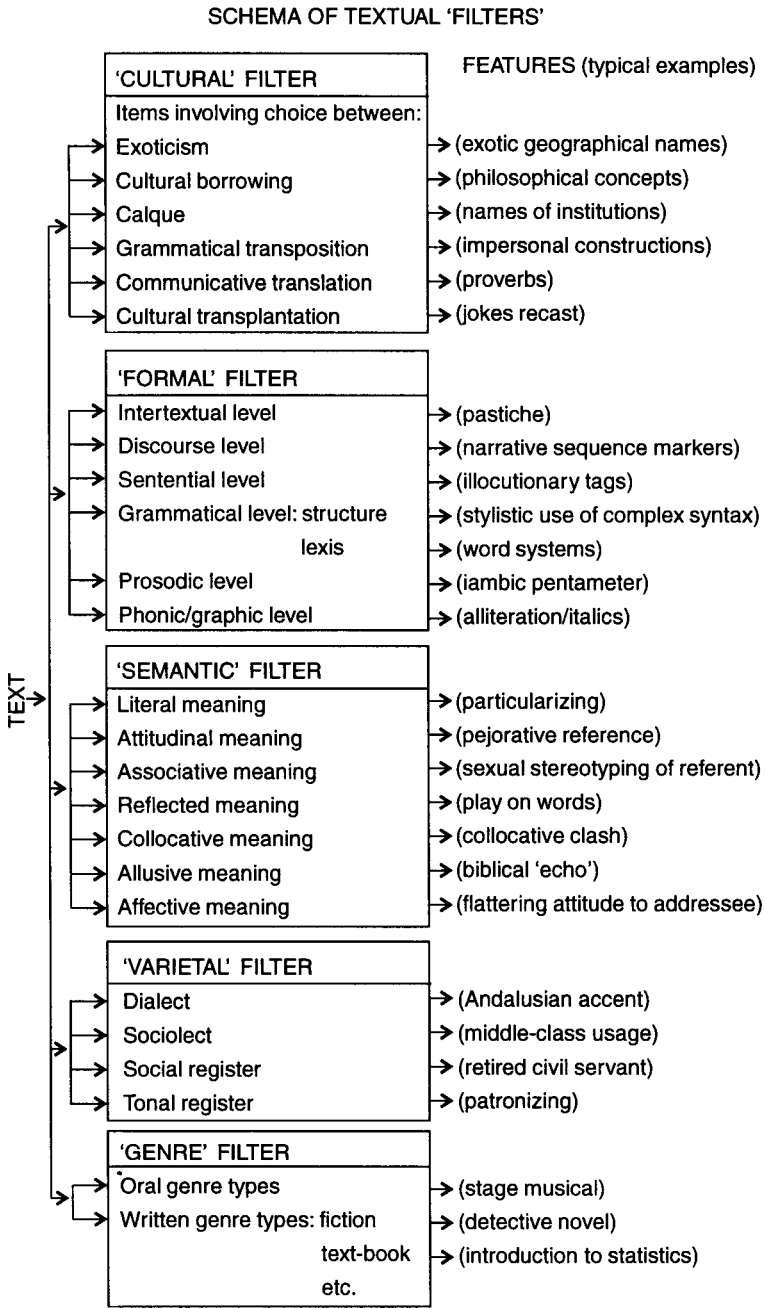 SCHEMA OF TEXTUAL ‘FILTERS’
‘CULTURAL’ FILTER
FEATURES (typical examples)
Items involving choice between:
Exoticism (exotic geographical names)
Cultural borrowing (philosophical concepts)
Calque (names of institutions)
Grammatical transposition (impersonal constructions)
Communicative translation (proverbs)
Cultural transplantation (jokes recast)
‘FORMAL’ FILTER
Intertextual level (pastiche)
Discourse level (narrative sequence markers)
Sentential level (illocutionary tags)
Grammatical level: structure (stylistic use of complex syntax)
lexis (word systems)
Prosodic level (iambic pentameter)
Phonic/graphic level (alliteration/italics)
TEXT
‘SEMANTIC’ FILTER
Literal meaning (particularizing)
Attitudinal meaning (pejorative reference)
Associative meaning (sexual stereotyping of referent)
Reflected meaning (play on words)
Collocative meaning (collocative clash)
Allusive meaning (biblical ‘echo’)
Affective meaning (flattering attitude to addressee)
‘VARIETAL’ FILTER
Dialect (Andalusian accent)
Sociolect (middle-class usage)
Social register (retired civil servant)
Tonal register (patronizing)
‘GENRE’ FILTER
Oral genre types (stage musical)
Written genre types: fiction (detective novel)
text-book (introduction to statistics)
etc.